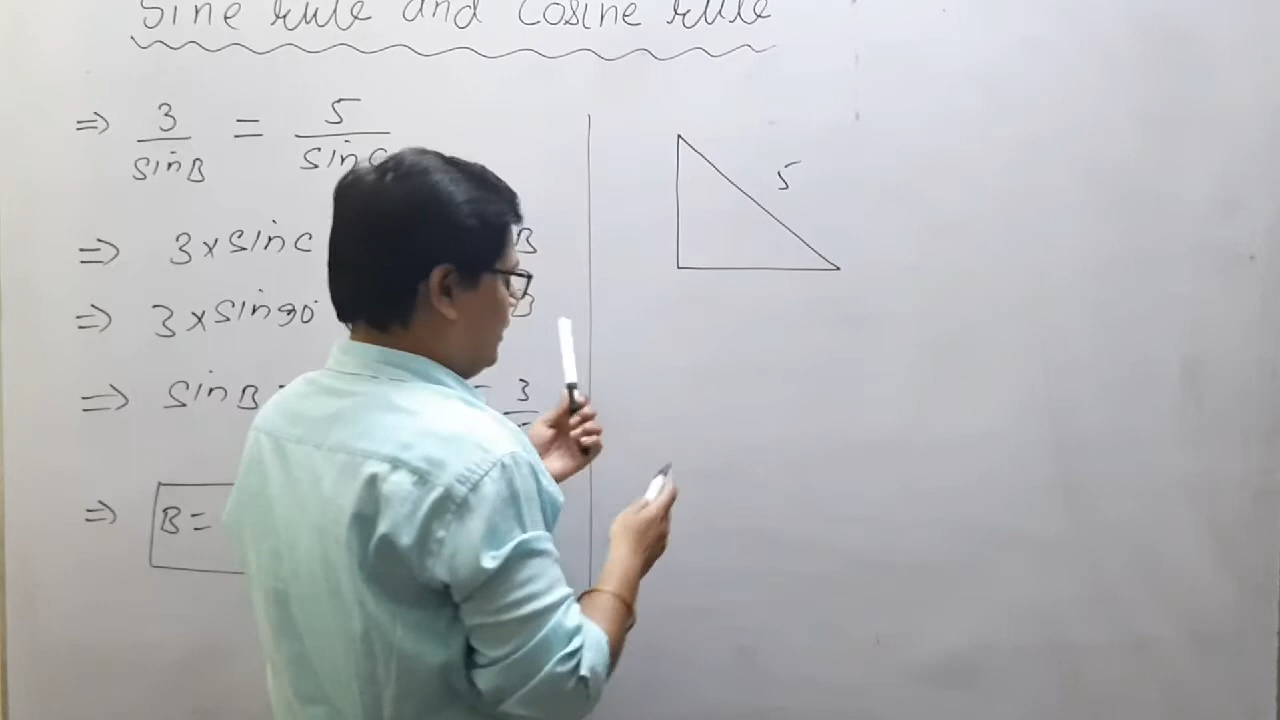 Sine rule and Cosine rule
⇒ 3/sinB = 5/sinC
⇒ 3×sinC B
⇒ 3×sin90° B
⇒ sinB = 3
⇒ B =
5